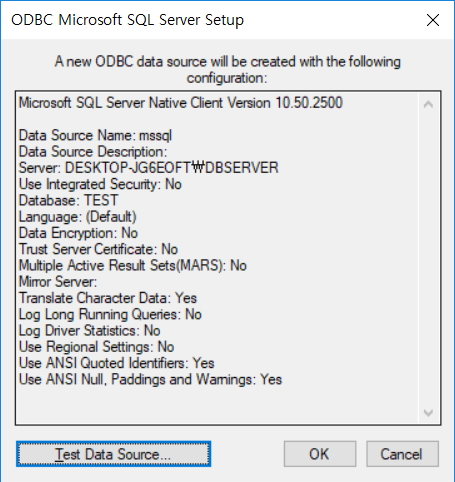 ODBC Microsoft SQL Server Setup
A new ODBC data source will be created with the following
configuration:
Microsoft SQL Server Native Client Version 10.50.2500
Data Source Name: mssql
Data Source Description:
Server: DESKTOP-JG6EOFT₩DBSERVER
Use Integrated Security: No
Database: TEST
Language: (Default)
Data Encryption: No
Trust Server Certificate: No
Multiple Active Result Sets(MARS): No
Mirror Server:
Translate Character Data: Yes
Log Long Running Queries: No
Log Driver Statistics: No
Use Regional Settings: No
Use ANSI Quoted Identifiers: Yes
Use ANSI Null, Paddings and Warnings: Yes
Test Data Source... OK Cancel